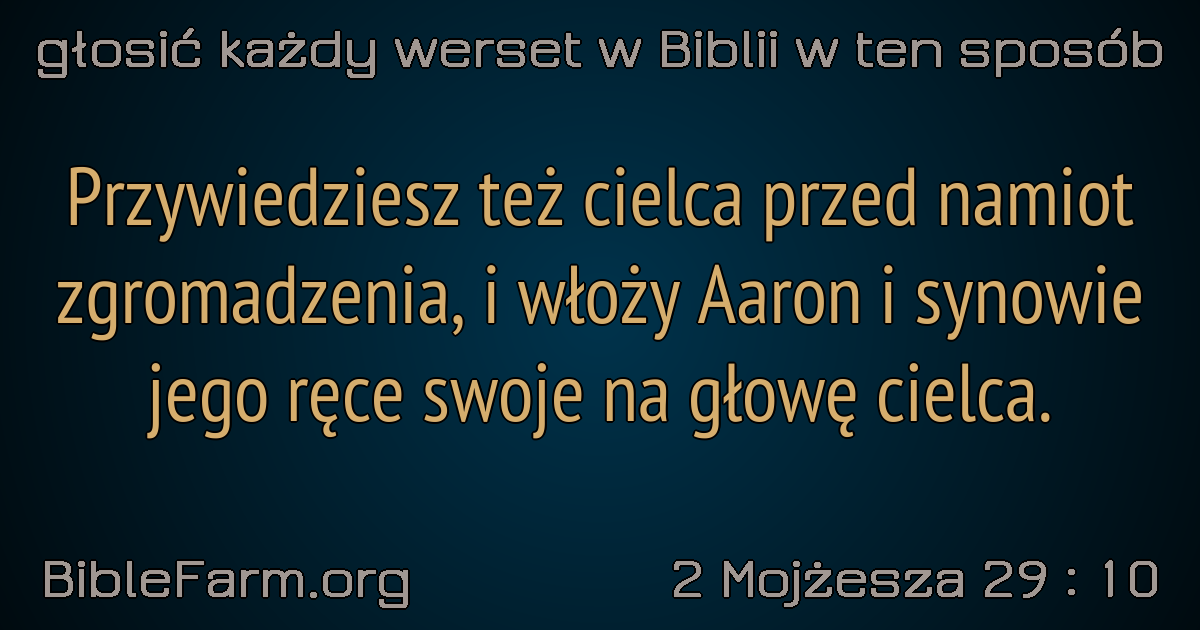 głosić każdy werset w Biblii w ten sposób
Przywiedziesz też cielca przed namiot
zgromadzenia, i włoży Aaron i synowie
jego ręce swoje na głowę cielca.
BibleFarm.org
2 Mojżesza 29 : 10